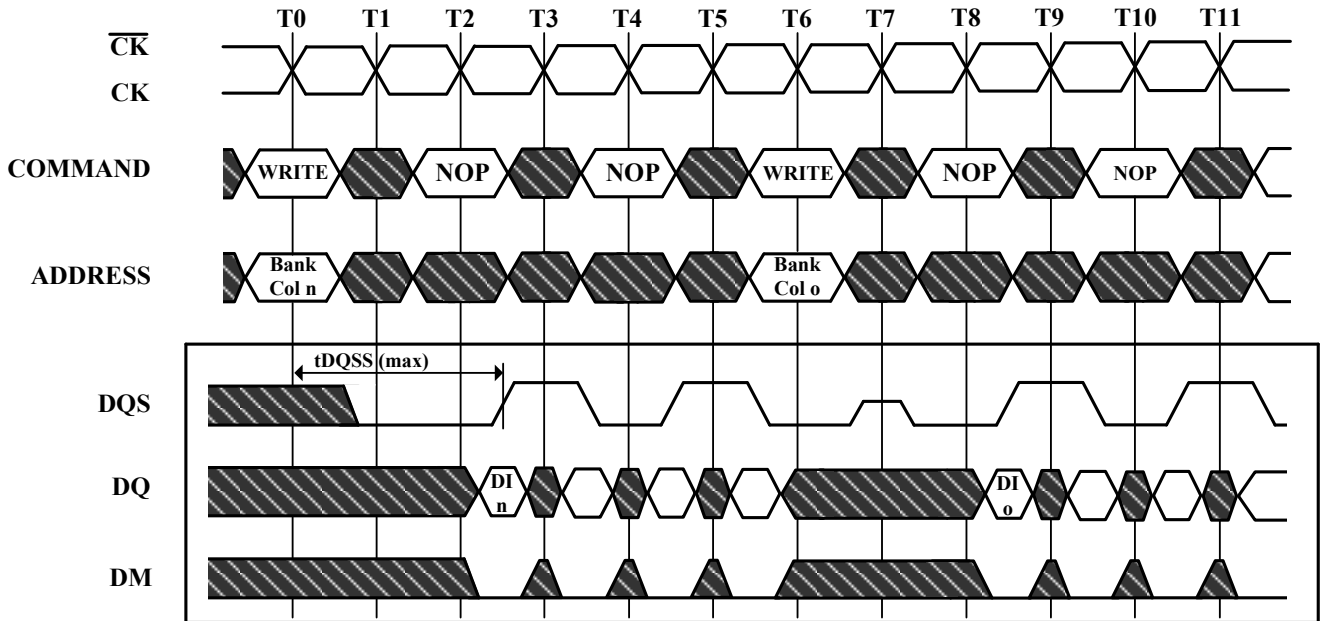 T0 T1 T2 T3 T4 T5 T6 T7 T8 T9 T10 T11
CK
CK
COMMAND WRITE NOP NOP WRITE NOP NOP
ADDRESS Bank Col n Bank Col o
tDQSS (max)
DQS
DQ DI n DI o
DM